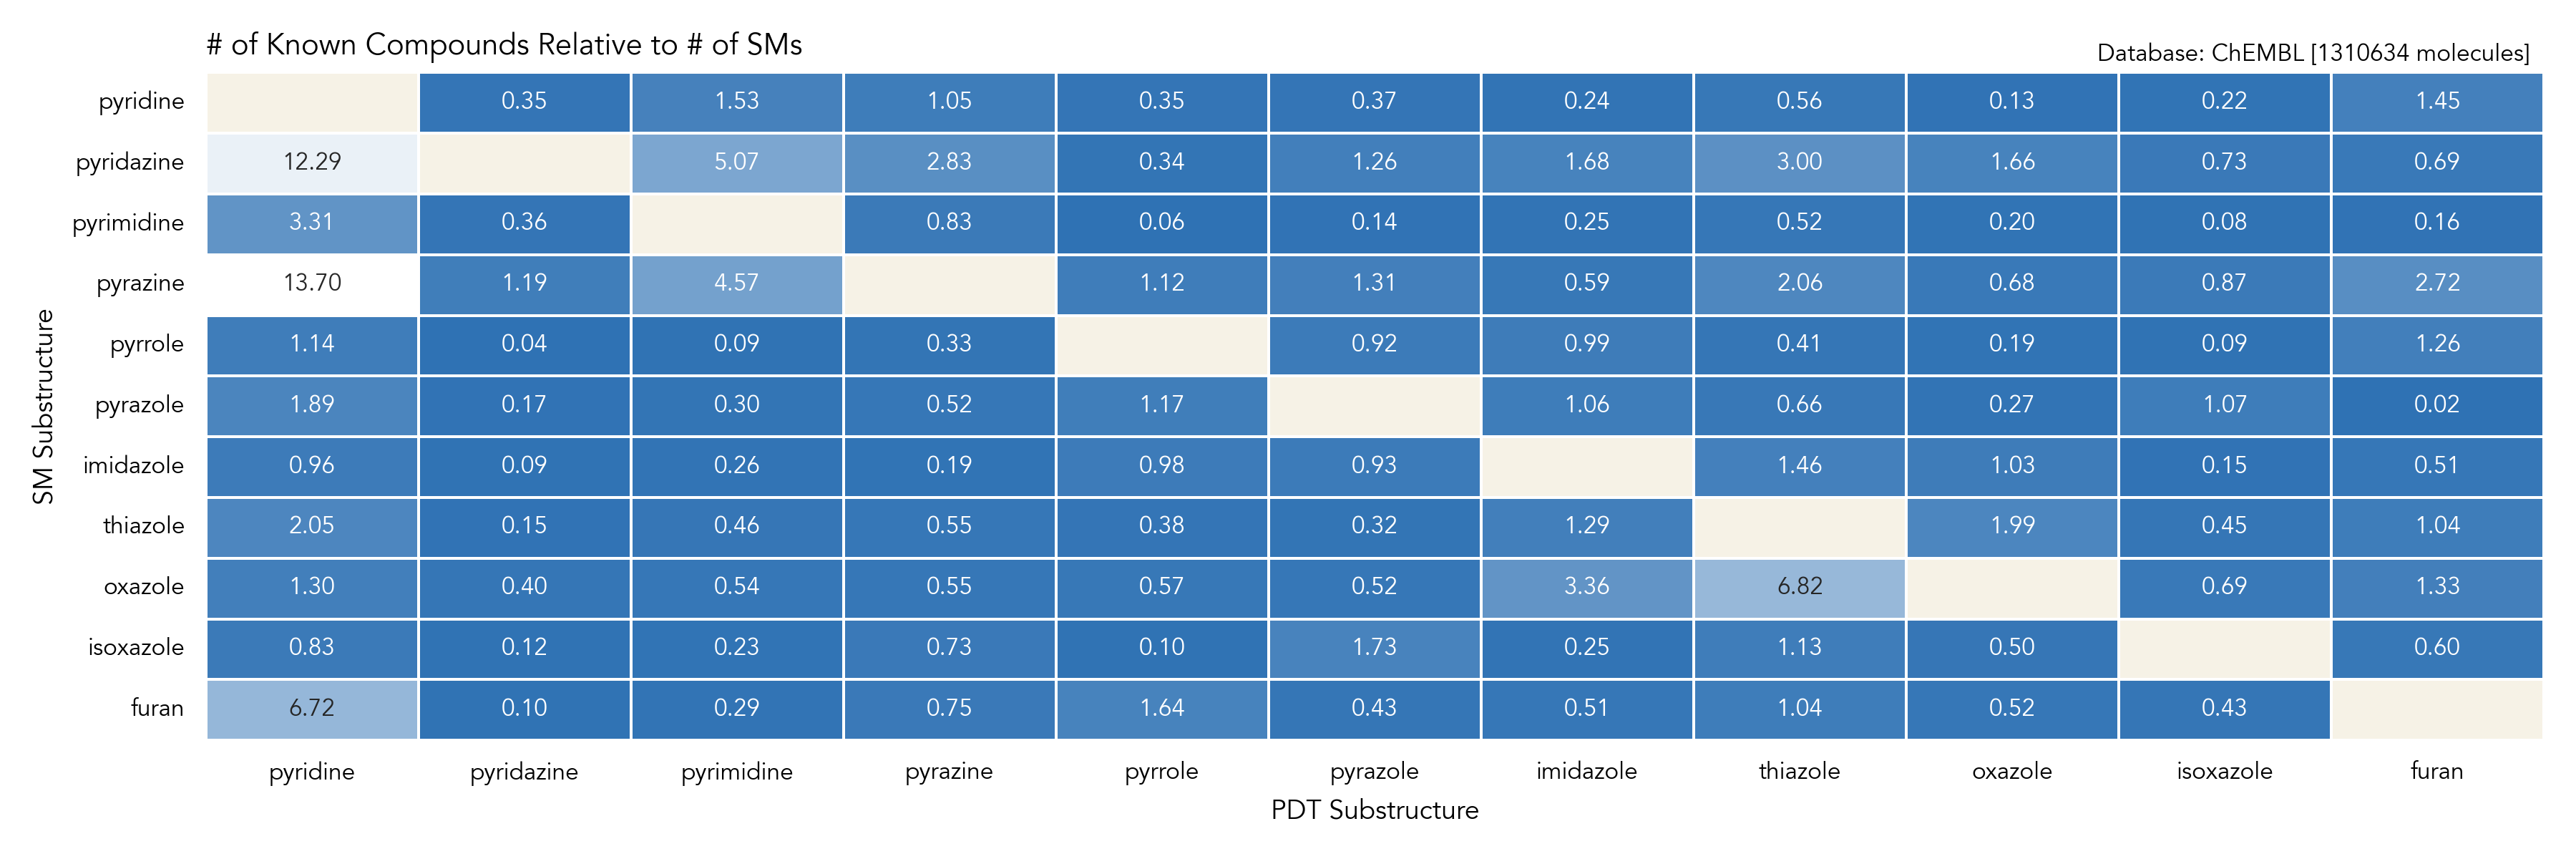 # of Known Compounds Relative to # of SMs
Database: ChEMBL [1310634 molecules]
pyridine 0.35 1.53 1.05 0.35 0.37 0.24 0.56 0.13 0.22 1.45
pyridazine 12.29 5.07 2.83 0.34 1.26 1.68 3.00 1.66 0.73 0.69
pyrimidine 3.31 0.36 0.83 0.06 0.14 0.25 0.52 0.20 0.08 0.16
pyrazine 13.70 1.19 4.57 1.12 1.31 0.59 2.06 0.68 0.87 2.72
pyrrole 1.14 0.04 0.09 0.33 0.92 0.99 0.41 0.19 0.09 1.26
pyrazole 1.89 0.17 0.30 0.52 1.17 1.06 0.66 0.27 1.07 0.02
imidazole 0.96 0.09 0.26 0.19 0.98 0.93 1.46 1.03 0.15 0.51
thiazole 2.05 0.15 0.46 0.55 0.38 0.32 1.29 1.99 0.45 1.04
oxazole 1.30 0.40 0.54 0.55 0.57 0.52 3.36 6.82 0.69 1.33
isoxazole 0.83 0.12 0.23 0.73 0.10 1.73 0.25 1.13 0.50 0.60
furan 6.72 0.10 0.29 0.75 1.64 0.43 0.51 1.04 0.52 0.43
SM Substructure
pyridine pyridazine pyrimidine pyrazine pyrrole pyrazole imidazole thiazole oxazole isoxazole furan
PDT Substructure